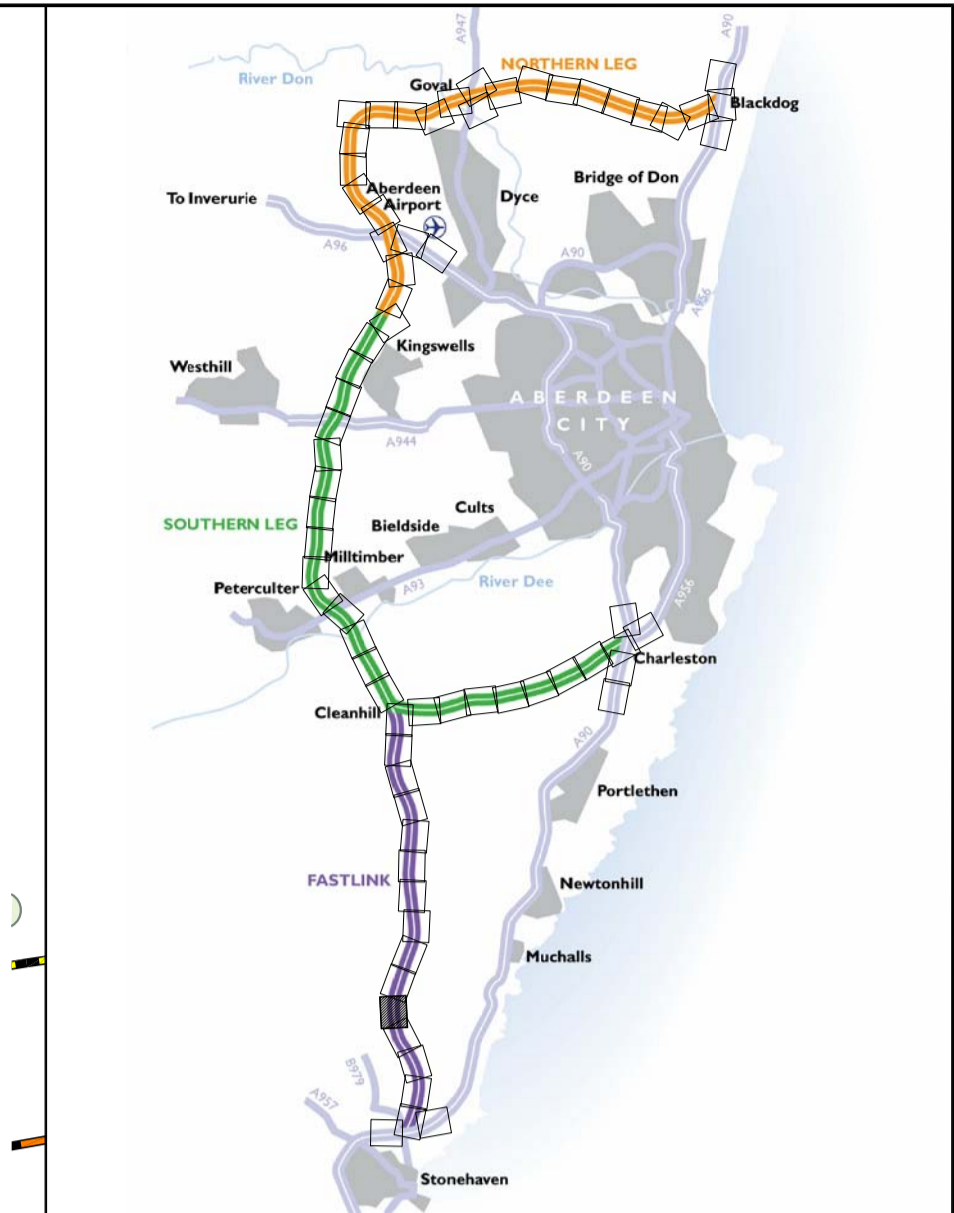 A947
A90
NORTHERN LEG
River Don
Goval
Blackdog
Bridge of Don
Aberdeen
Airport
Dyce
To Inverurie
A96
A90
A956
Kingswells
Westhill
ABERDEEN
CITY
A944
A90
Cults
SOUTHERN LEG
Bieldside
Milltimber
Peterculter
A93
River Dee
A956
Charleston
Cleanhill
A90
Portlethen
FASTLINK
Newtonhill
Muchalls
B979
A957
Stonehaven